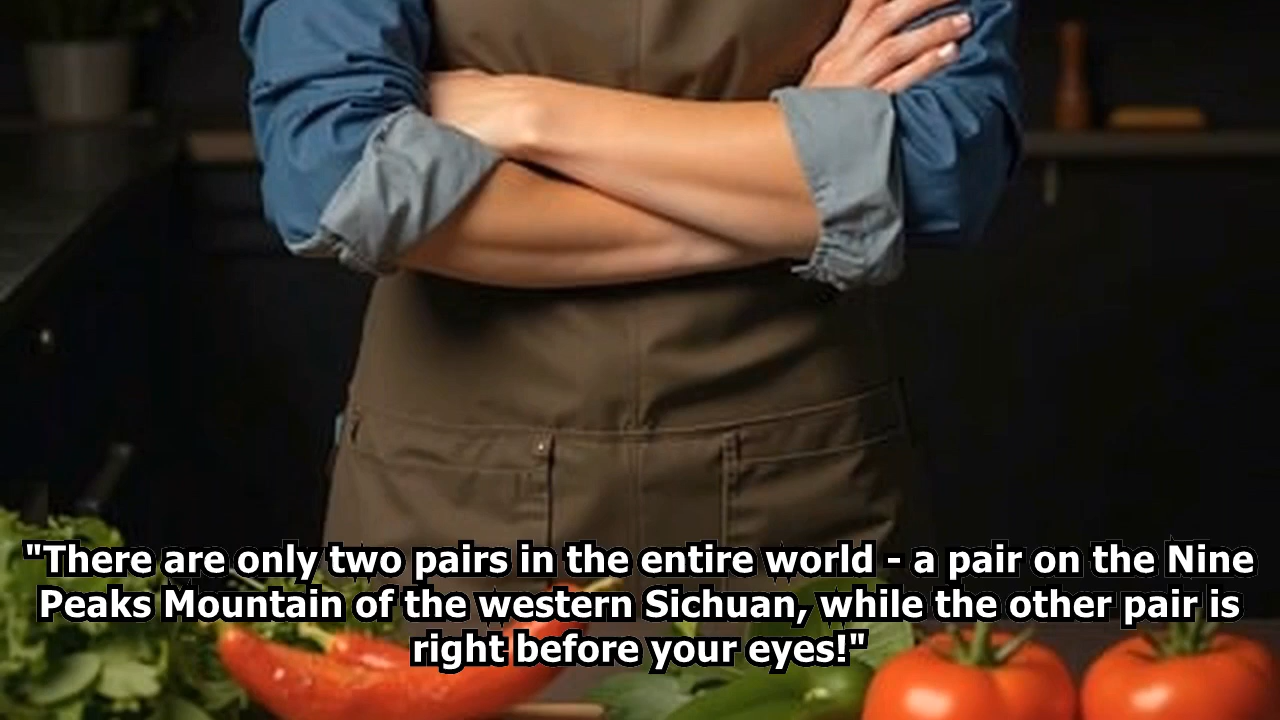 "There are only two pairs in the entire world - a pair on the Nine
Peaks Mountain of the western Sichuan, while the other pair is
right before your eyes!"